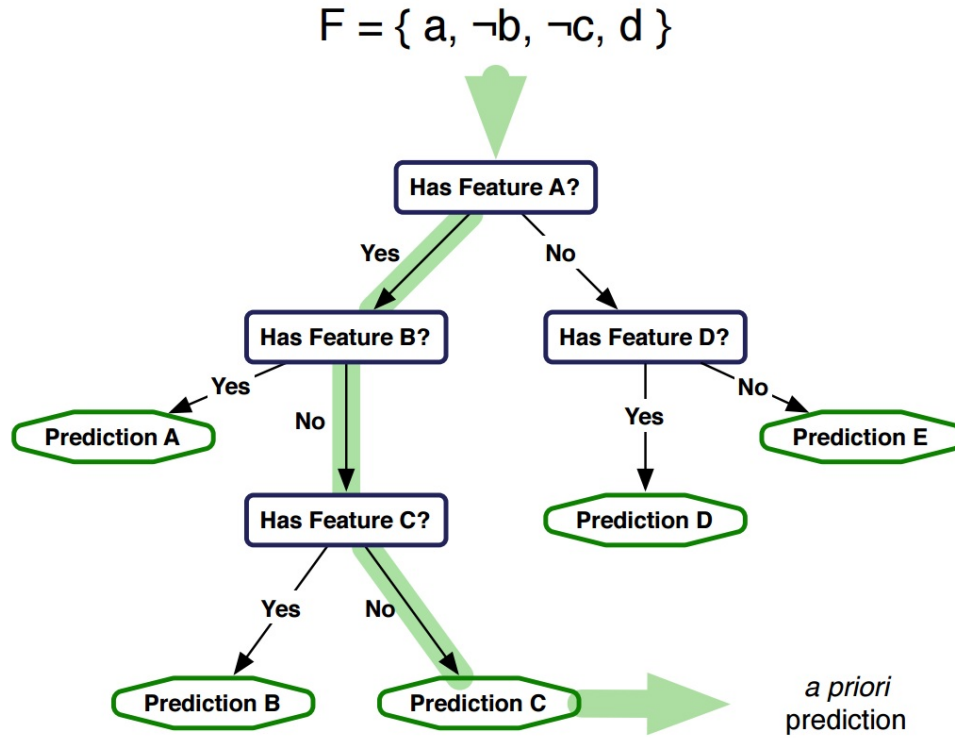 F = { a, ¬b, ¬c, d }
Has Feature A?
Yes
No
Has Feature B?
Has Feature D?
Yes
No
Yes
No
Prediction A
Prediction E
Has Feature C?
Prediction D
Yes
No
Prediction B
Prediction C
a priori
prediction